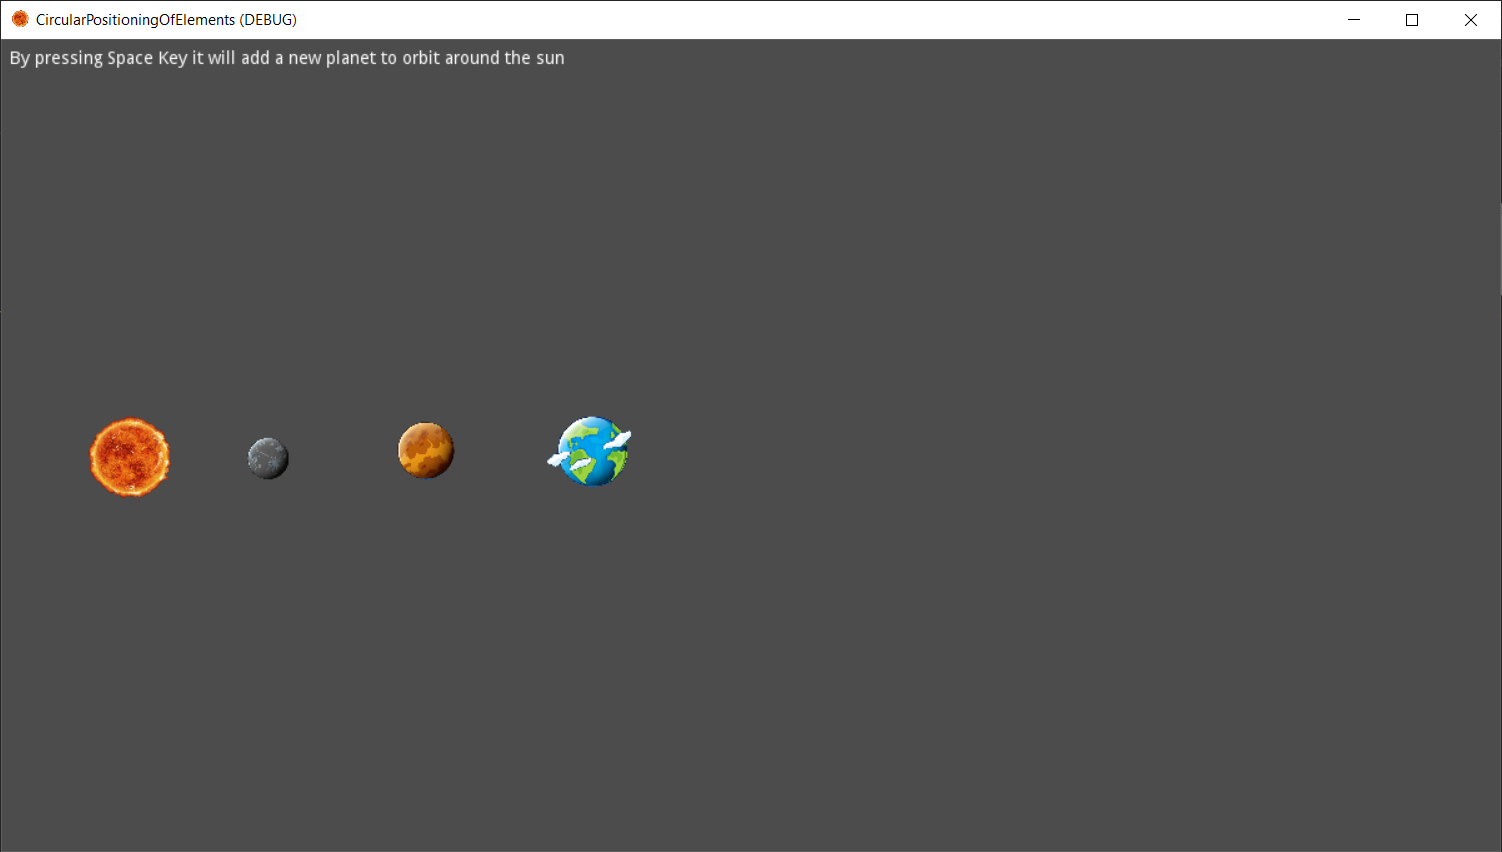 CircularPositioningOfElements (DEBUG)
By pressing Space Key it will add a new planet to orbit around the sun